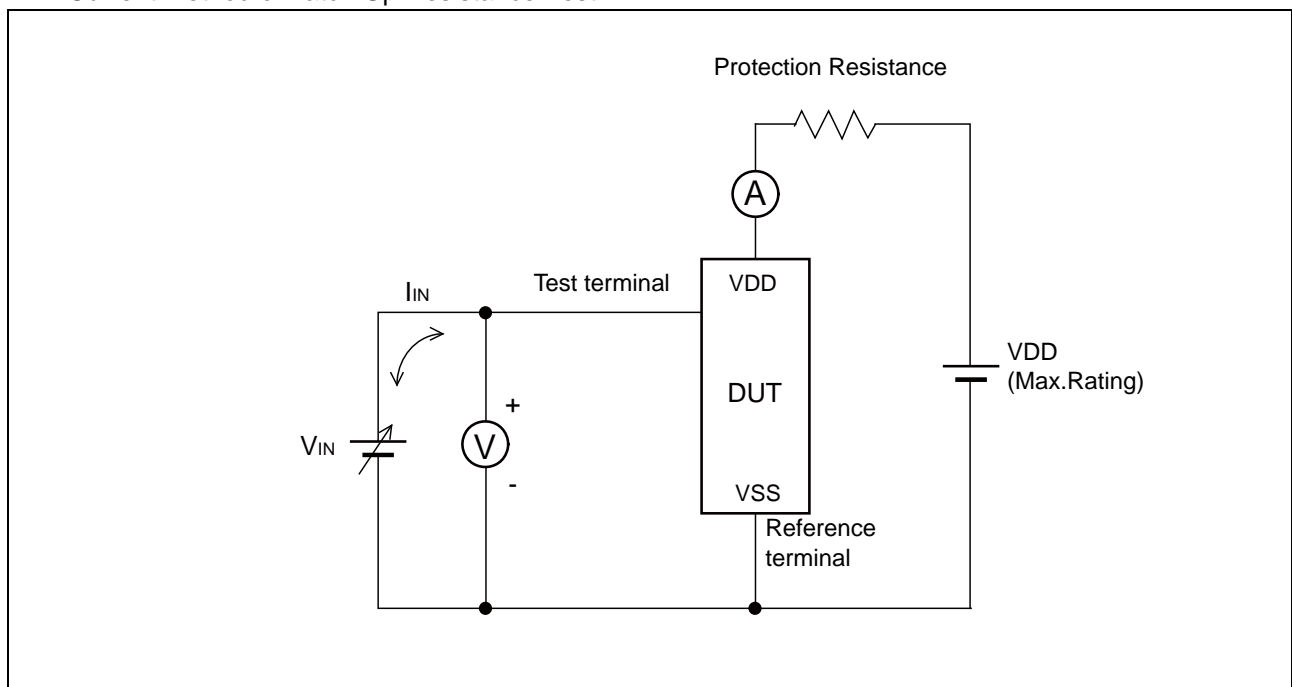 Protection Resistance
A
Test terminal
VDD
IIN
VDD
(Max.Rating)
DUT
+
VIN
V
-
VSS
Reference
terminal